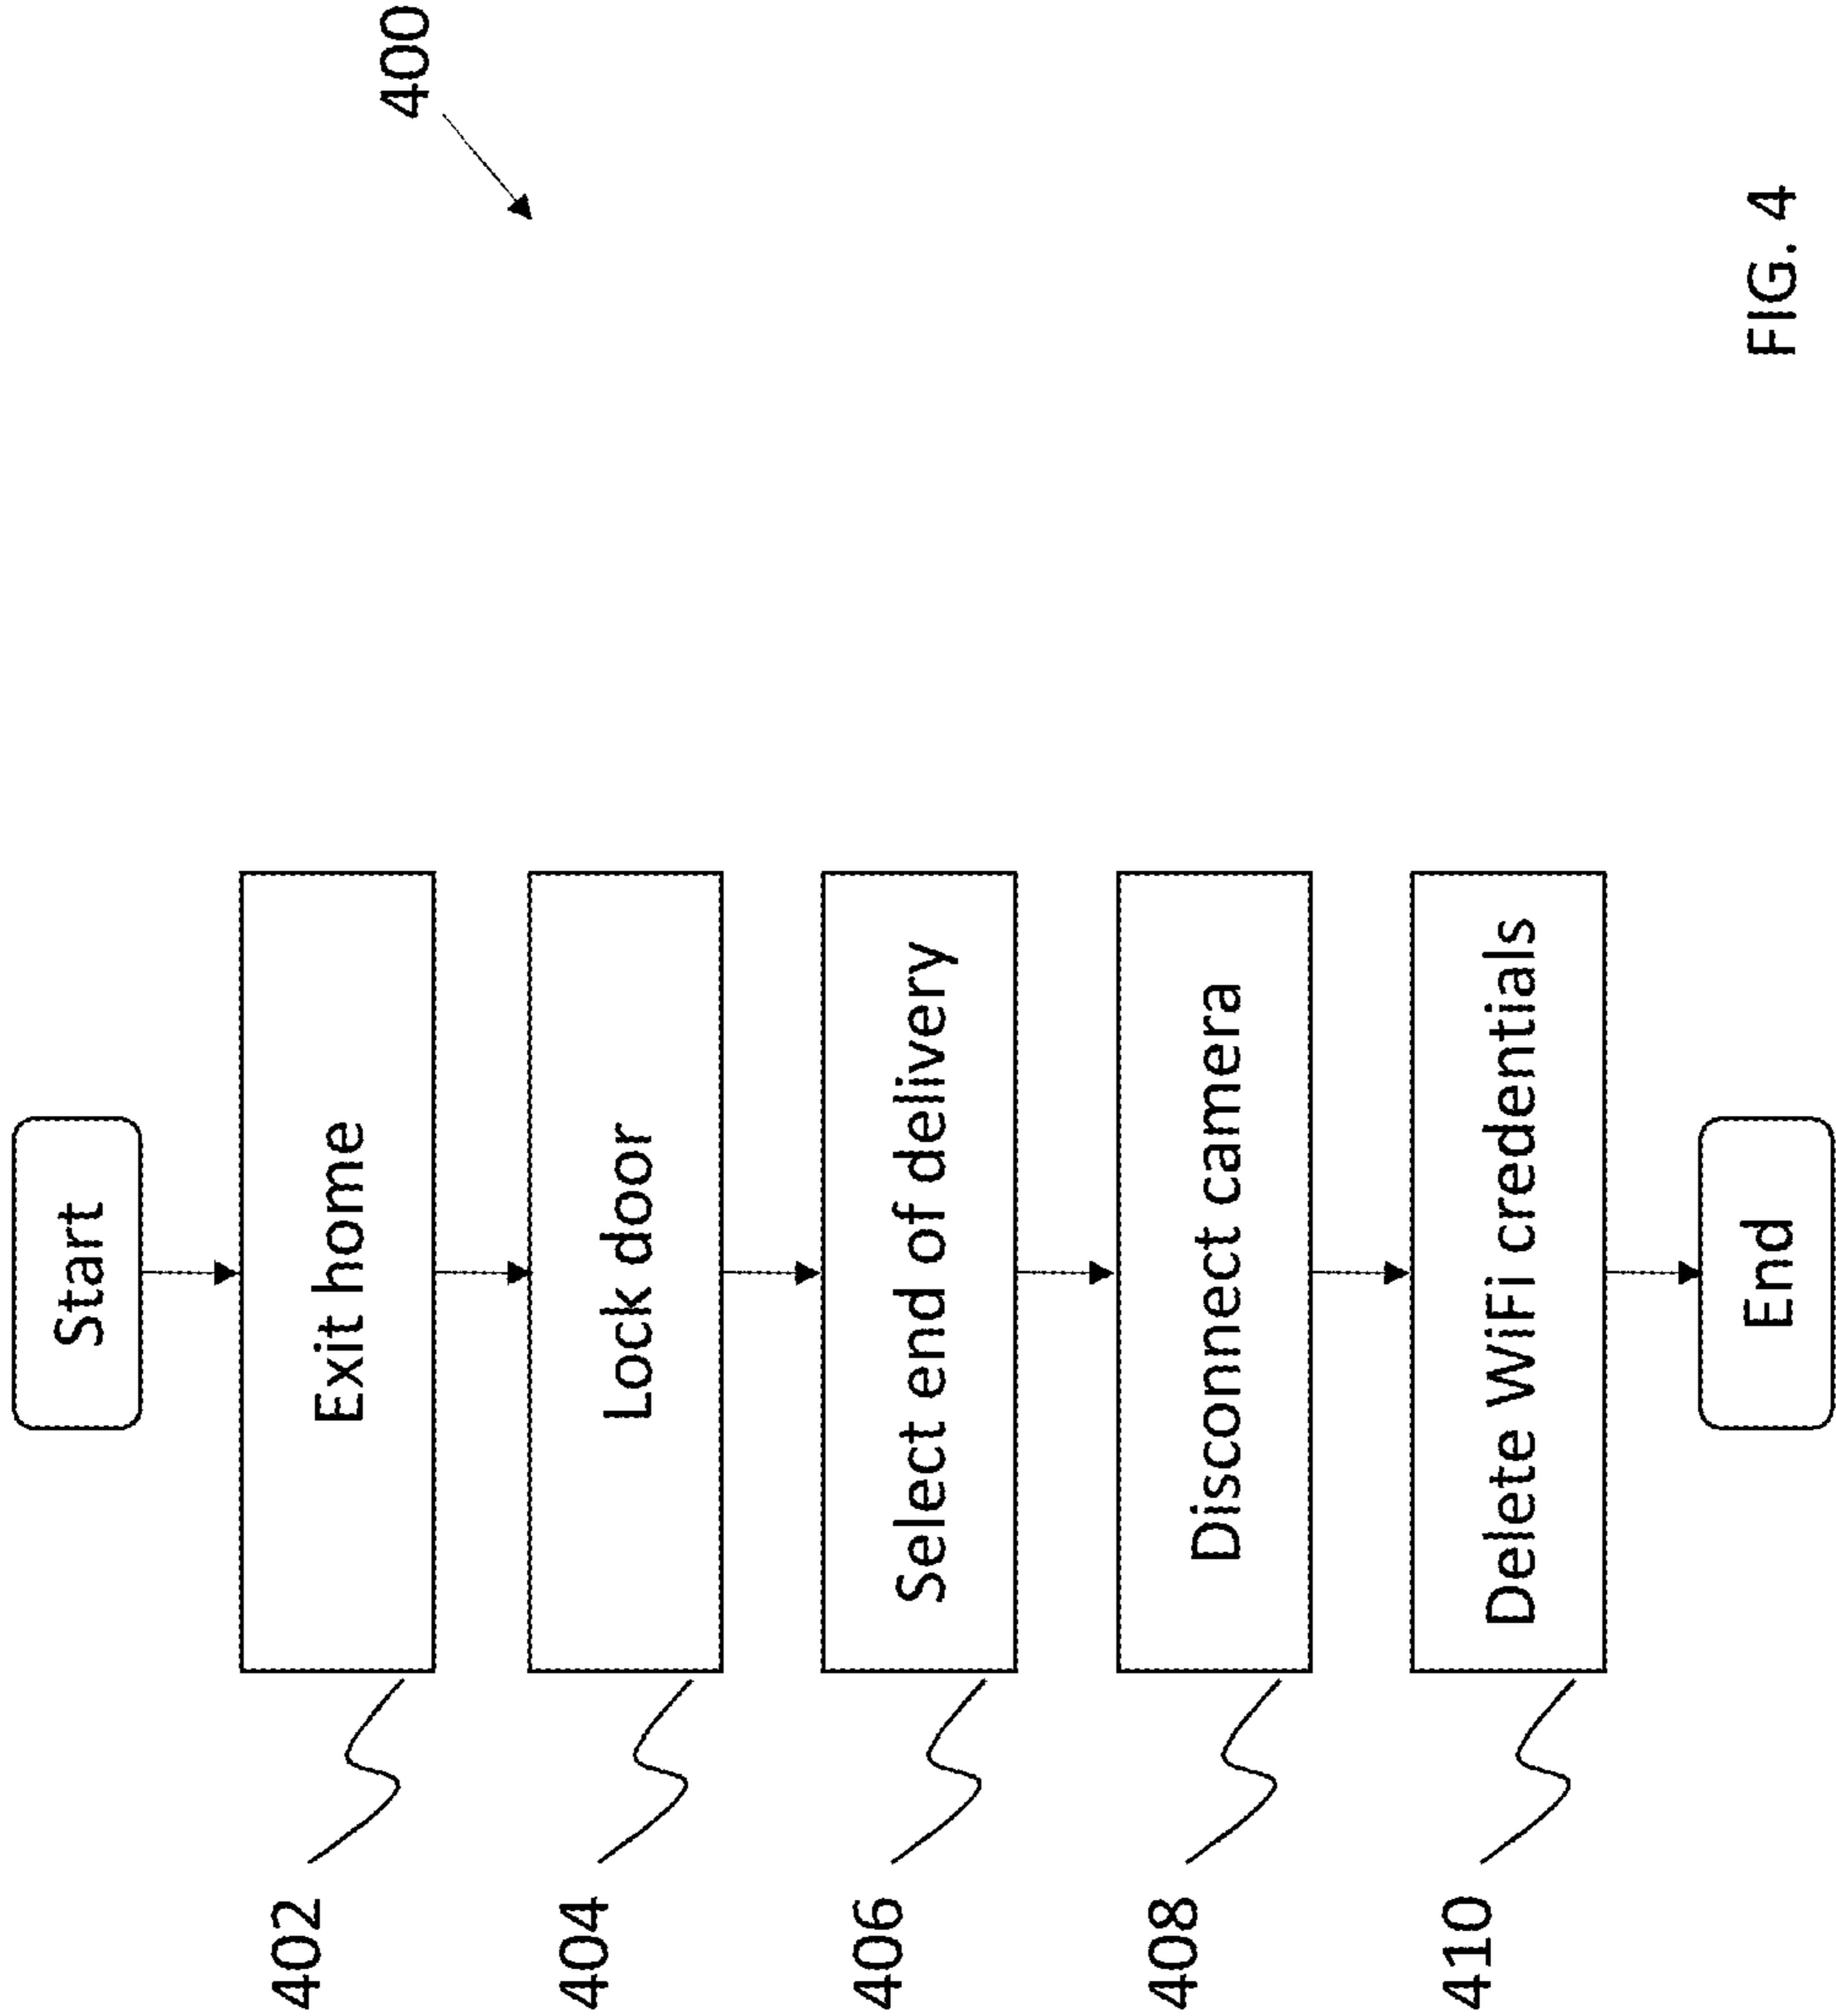 400
Start
402
Exit home
404
Lock door
406
Select end of delivery
408
Disconnect camera
410
Delete WiFi credentials
End
FIG. 4